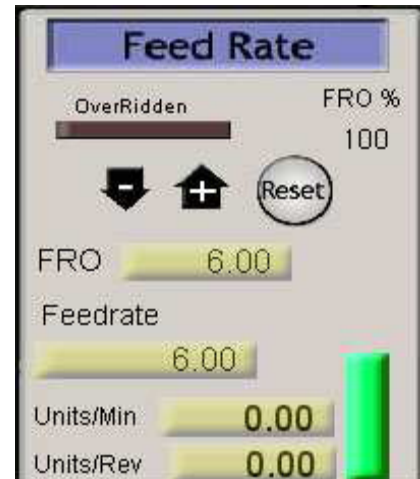 Feed Rate
OverRidden FRO %
100
- + Reset
FRO 6.00
Feedrate
6.00
Units/Min 0.00
Units/Rev 0.00